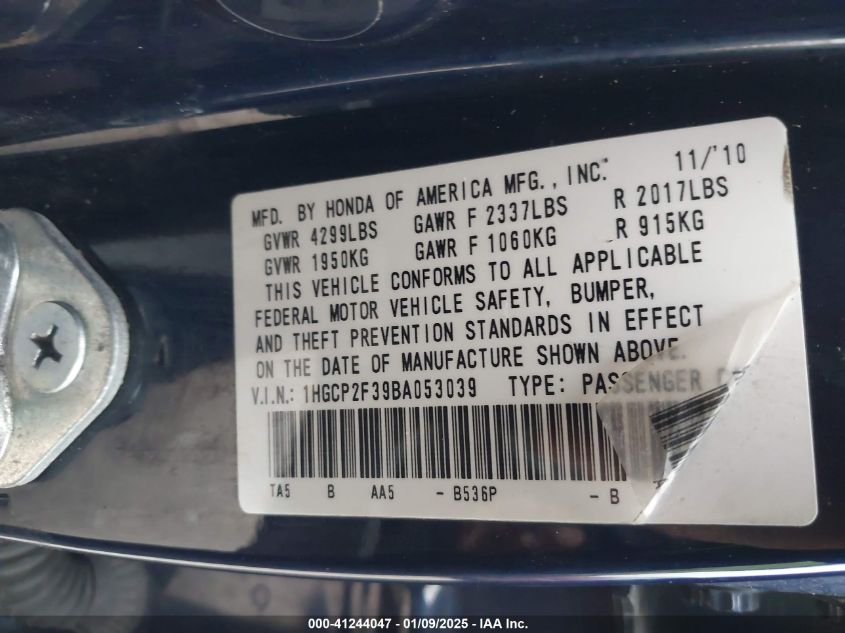 11/'10
MFD. BY HONDA OF AMERICA MFG., INC.
GVWR 4299LBS GAWR F 2337LBS R 2017LBS
GVWR 1950KG GAWR F 1060KG R 915KG
THIS VEHICLE CONFORMS TO ALL APPLICABLE
FEDERAL MOTOR VEHICLE SAFETY, BUMPER,
AND THEFT PREVENTION STANDARDS IN EFFECT
ON THE DATE OF MANUFACTURE SHOWN ABOVE.
V.I.N.: 1HGCP2F39BA053039 TYPE: PASSENGER
TA5 B AA5 - B536P - B
000-41244047 - 01/09/2025 - IAA Inc.